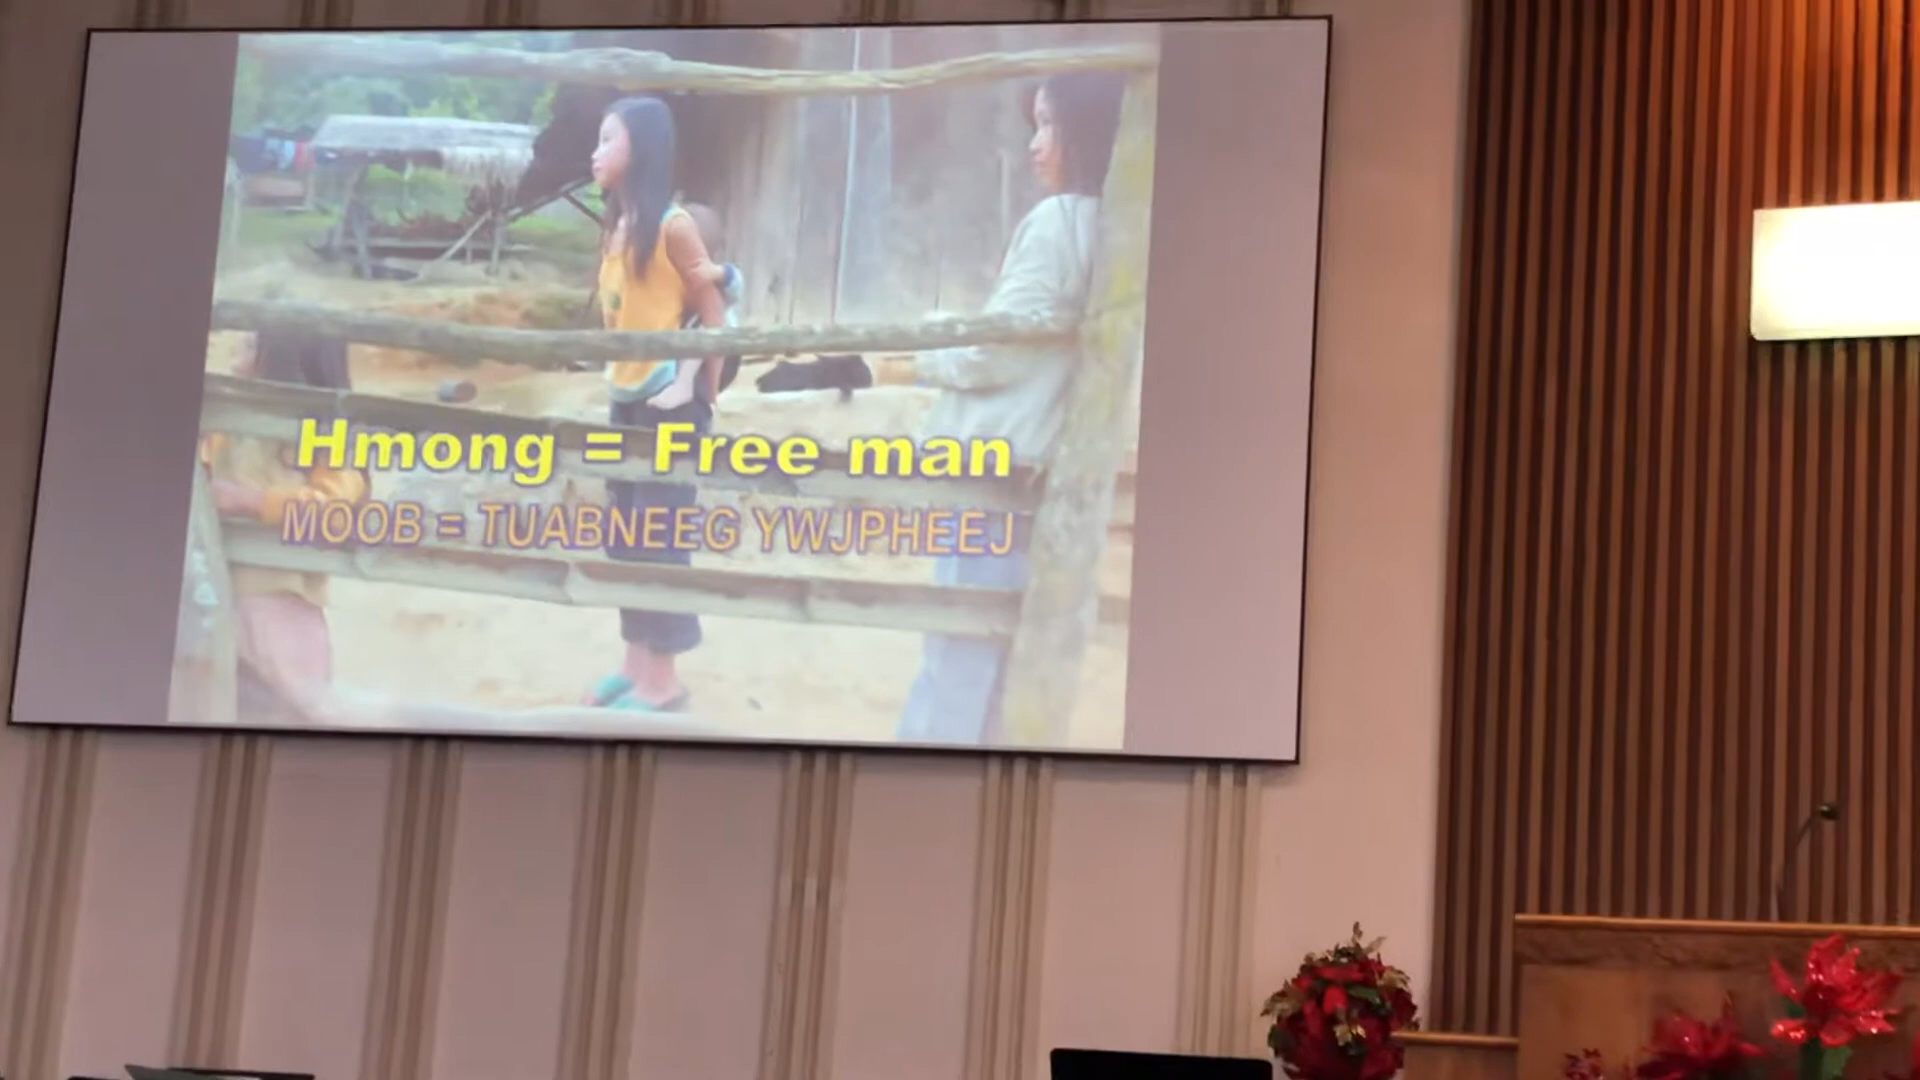 Hmong = Free man
MOOB = TUABNEEG YWJPHEEJ